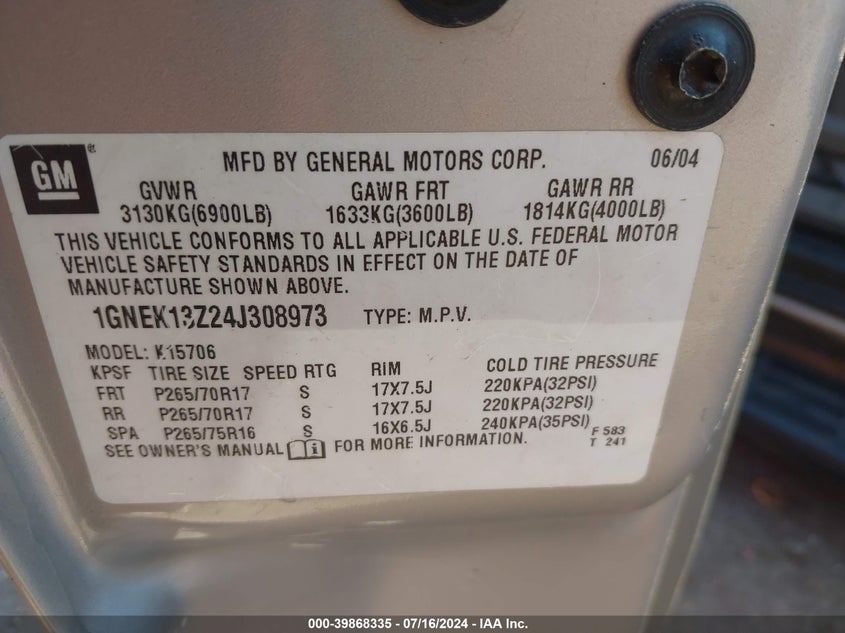 GM
MFD BY GENERAL MOTORS CORP. 06/04
GVWR GAWR FRT GAWR RR
3130KG(6900LB) 1633KG(3600LB) 1814KG(4000LB)
THIS VEHICLE CONFORMS TO ALL APPLICABLE U.S. FEDERAL MOTOR
VEHICLE SAFETY STANDARDS IN EFFECT ON THE DATE OF
MANUFACTURE SHOWN ABOVE.
1GNEK13Z24J308973 TYPE: M.P.V.
MODEL: K15706
KPSF TIRE SIZE SPEED RTG RIM COLD TIRE PRESSURE
FRT P265/70R17 S 17X7.5J 220KPA(32PSI)
RR P265/70R17 S 17X7.5J 220KPA(32PSI)
SPA P265/75R16 S 16X6.5J 240KPA(35PSI) F 583
SEE OWNER'S MANUAL FOR MORE INFORMATION. T 241
000-39868335 / 07/16/2024 - IAA Inc.